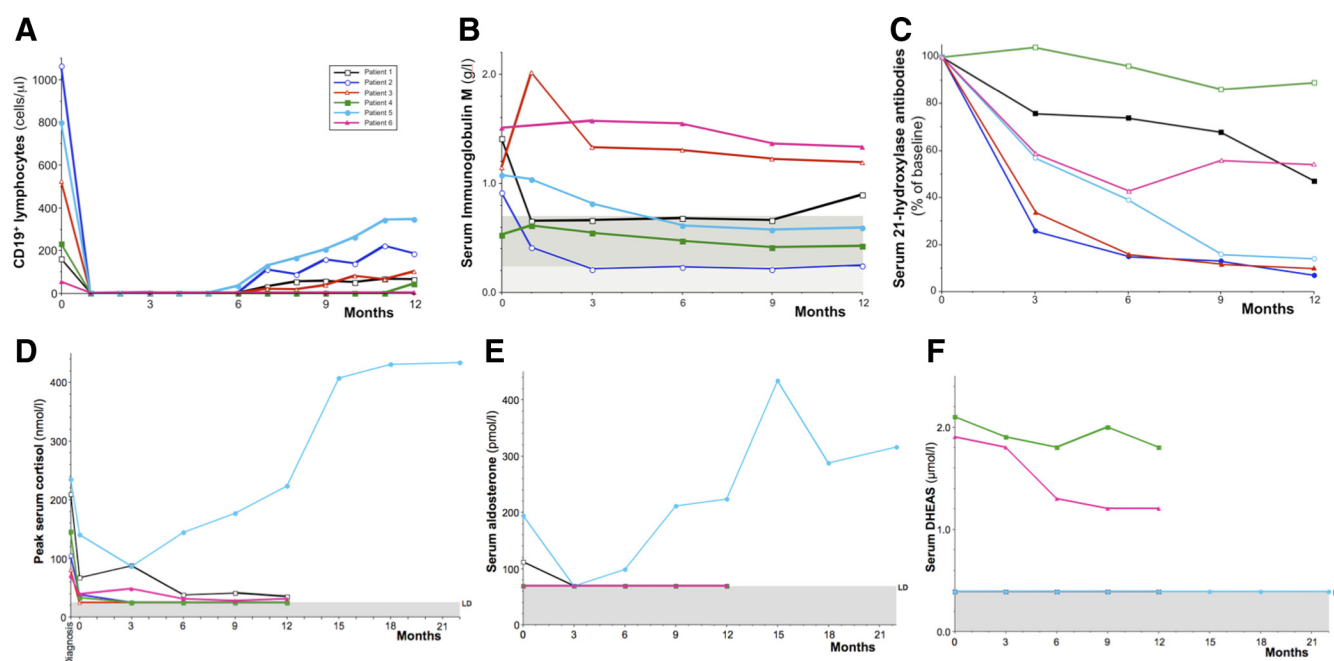 A
CD19⁺ lymphocytes (cells/μl)
1000
800
600
400
200
0
0 3 6 9 12
Months
Patient 1
Patient 2
Patient 3
Patient 4
Patient 5
Patient 6
B
Serum Immunoglobulin M (g/l)
2.0
1.0
0.0
0 3 6 9 12
Months
C
Serum 21-hydroxylase antibodies
(% of baseline)
100
80
60
40
20
0
0 3 6 9 12
Months
D
Peak serum cortisol (nmol/l)
400
300
200
100
0
LD
Diagnosis
0 3 6 9 12 15 18 21
Months
E
Serum aldosterone (pmol/l)
400
300
200
100
0
LD
0 3 6 9 12 15 18 21
Months
F
Serum DHEAS (μmol/l)
2.0
1.0
0.0
0 3 6 9 12 15 18 21
Months